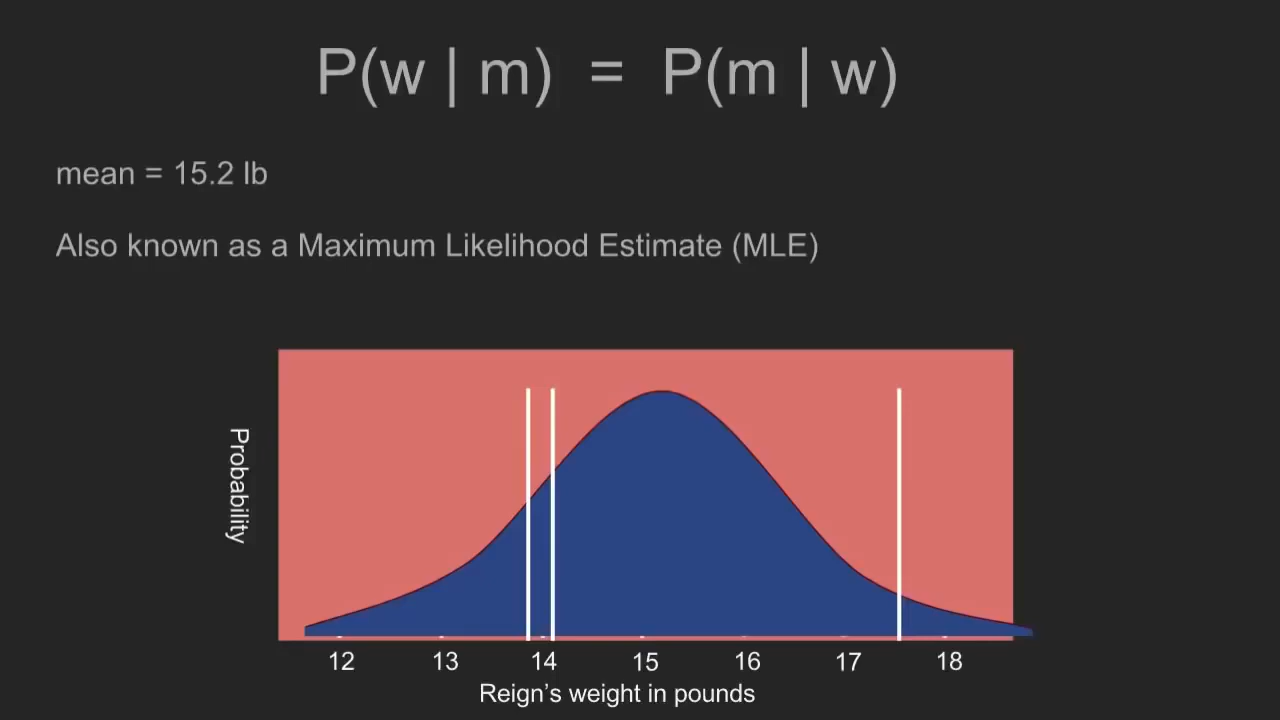 P(w | m) = P(m | w)
mean = 15.2 lb
Also known as a Maximum Likelihood Estimate (MLE)
Probability
12 13 14 15 16 17 18
Reign's weight in pounds